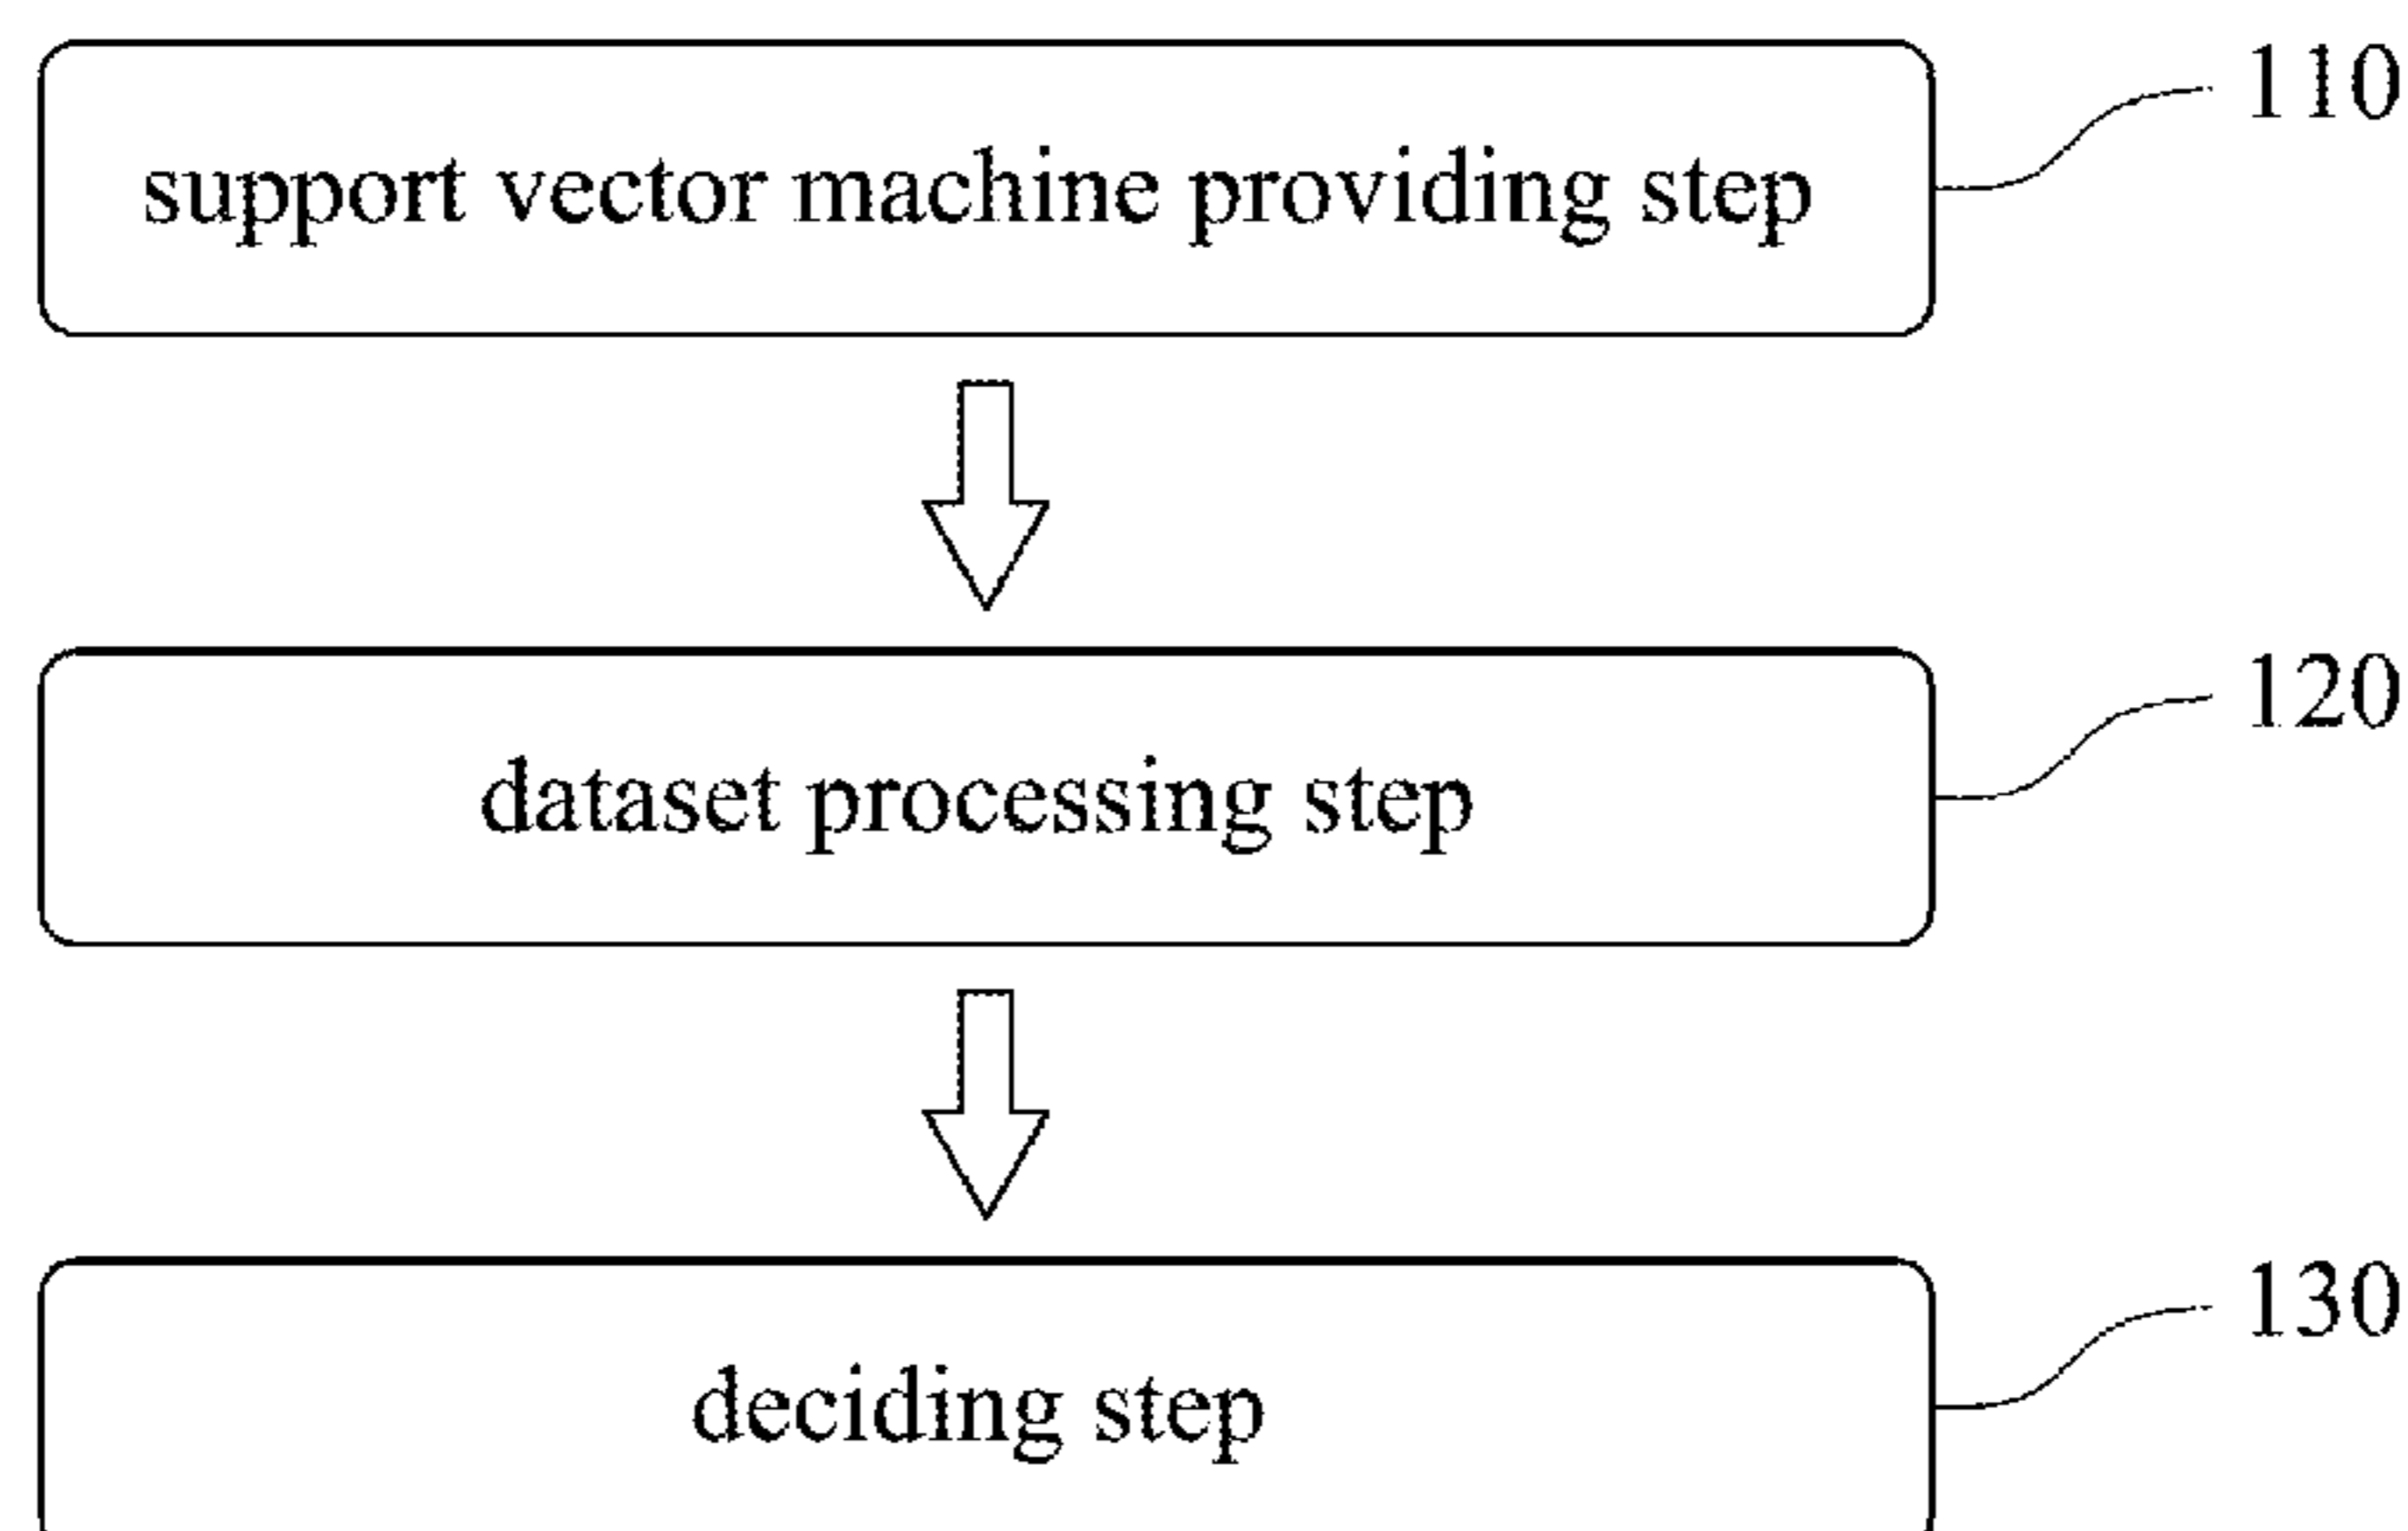 support vector machine providing step
110
dataset processing step
120
deciding step
130